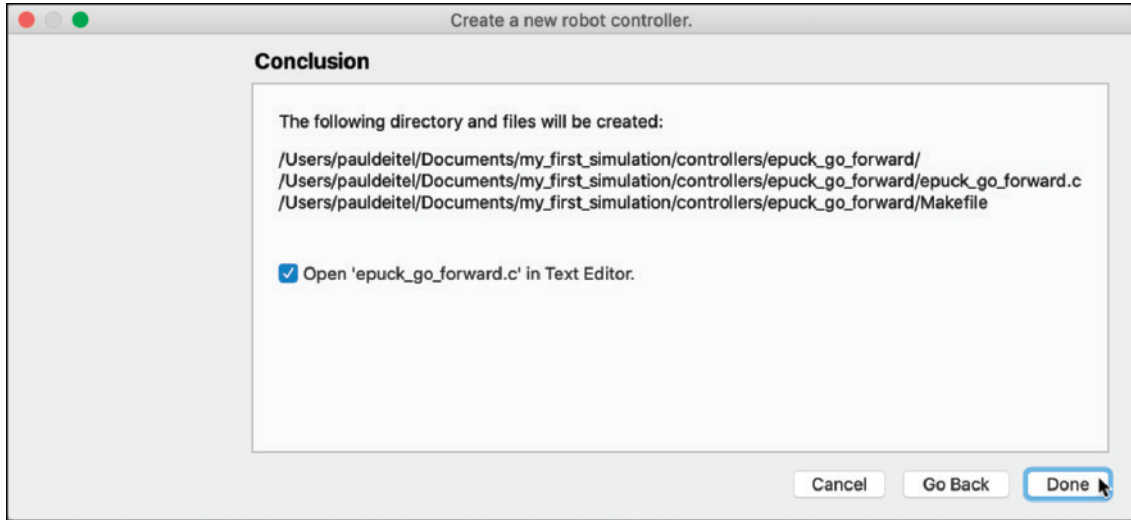 Create a new robot controller.
Conclusion
The following directory and files will be created:
/Users/pauldeitel/Documents/my_first_simulation/controllers/epuck_go_forward/
/Users/pauldeitel/Documents/my_first_simulation/controllers/epuck_go_forward/epuck_go_forward.c
/Users/pauldeitel/Documents/my_first_simulation/controllers/epuck_go_forward/Makefile
Open 'epuck_go_forward.c' in Text Editor.
Cancel Go Back Done